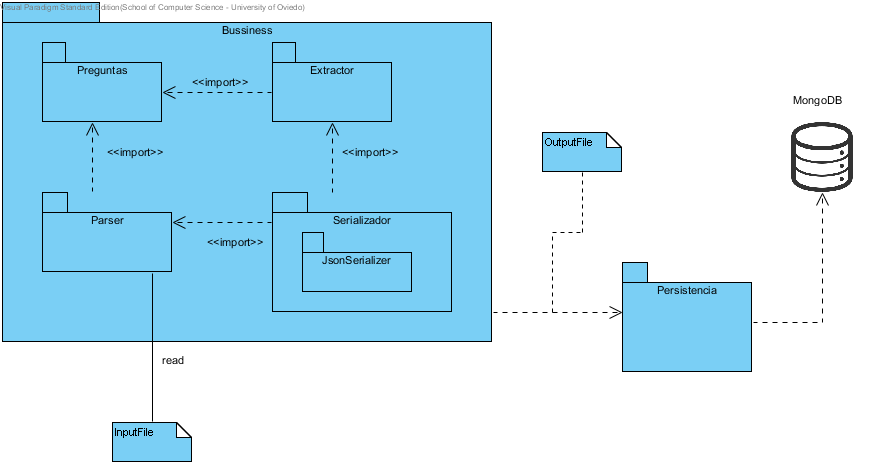 Visual Paradigm Standard Edition(School of Computer Science - University of Oviedo)
Bussiness
Preguntas
<<import>>
Extractor
<<import>>
<<import>>
Parser
<<import>>
Serializador
JsonSerializer
read
InputFile
OutputFile
Persistencia
MongoDB